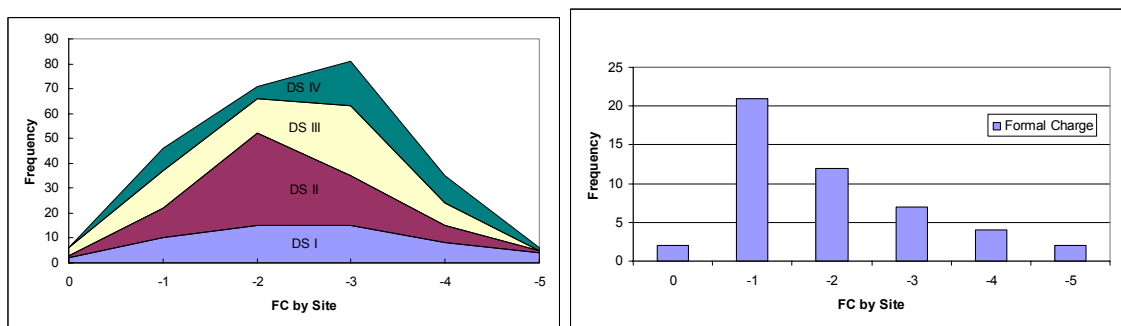 90
80
70
60
50
40
30
20
10
0
Frequency
DS IV
DS III
DS II
DS I
0 -1 -2 -3 -4 -5
FC by Site
25
20
15
10
5
0
Frequency
Formal Charge
0 -1 -2 -3 -4 -5
FC by Site